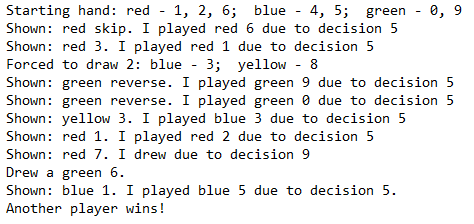 Starting hand: red - 1, 2, 6;  blue - 4, 5;  green - 0, 9
Shown: red skip. I played red 6 due to decision 5
Shown: red 3. I played red 1 due to decision 5
Forced to draw 2: blue - 3;  yellow - 8
Shown: green reverse. I played green 9 due to decision 5
Shown: green reverse. I played green 0 due to decision 5
Shown: yellow 3. I played blue 3 due to decision 5
Shown: red 1. I played red 2 due to decision 5
Shown: red 7. I drew due to decision 9
Drew a green 6.
Shown: blue 1. I played blue 5 due to decision 5.
Another player wins!